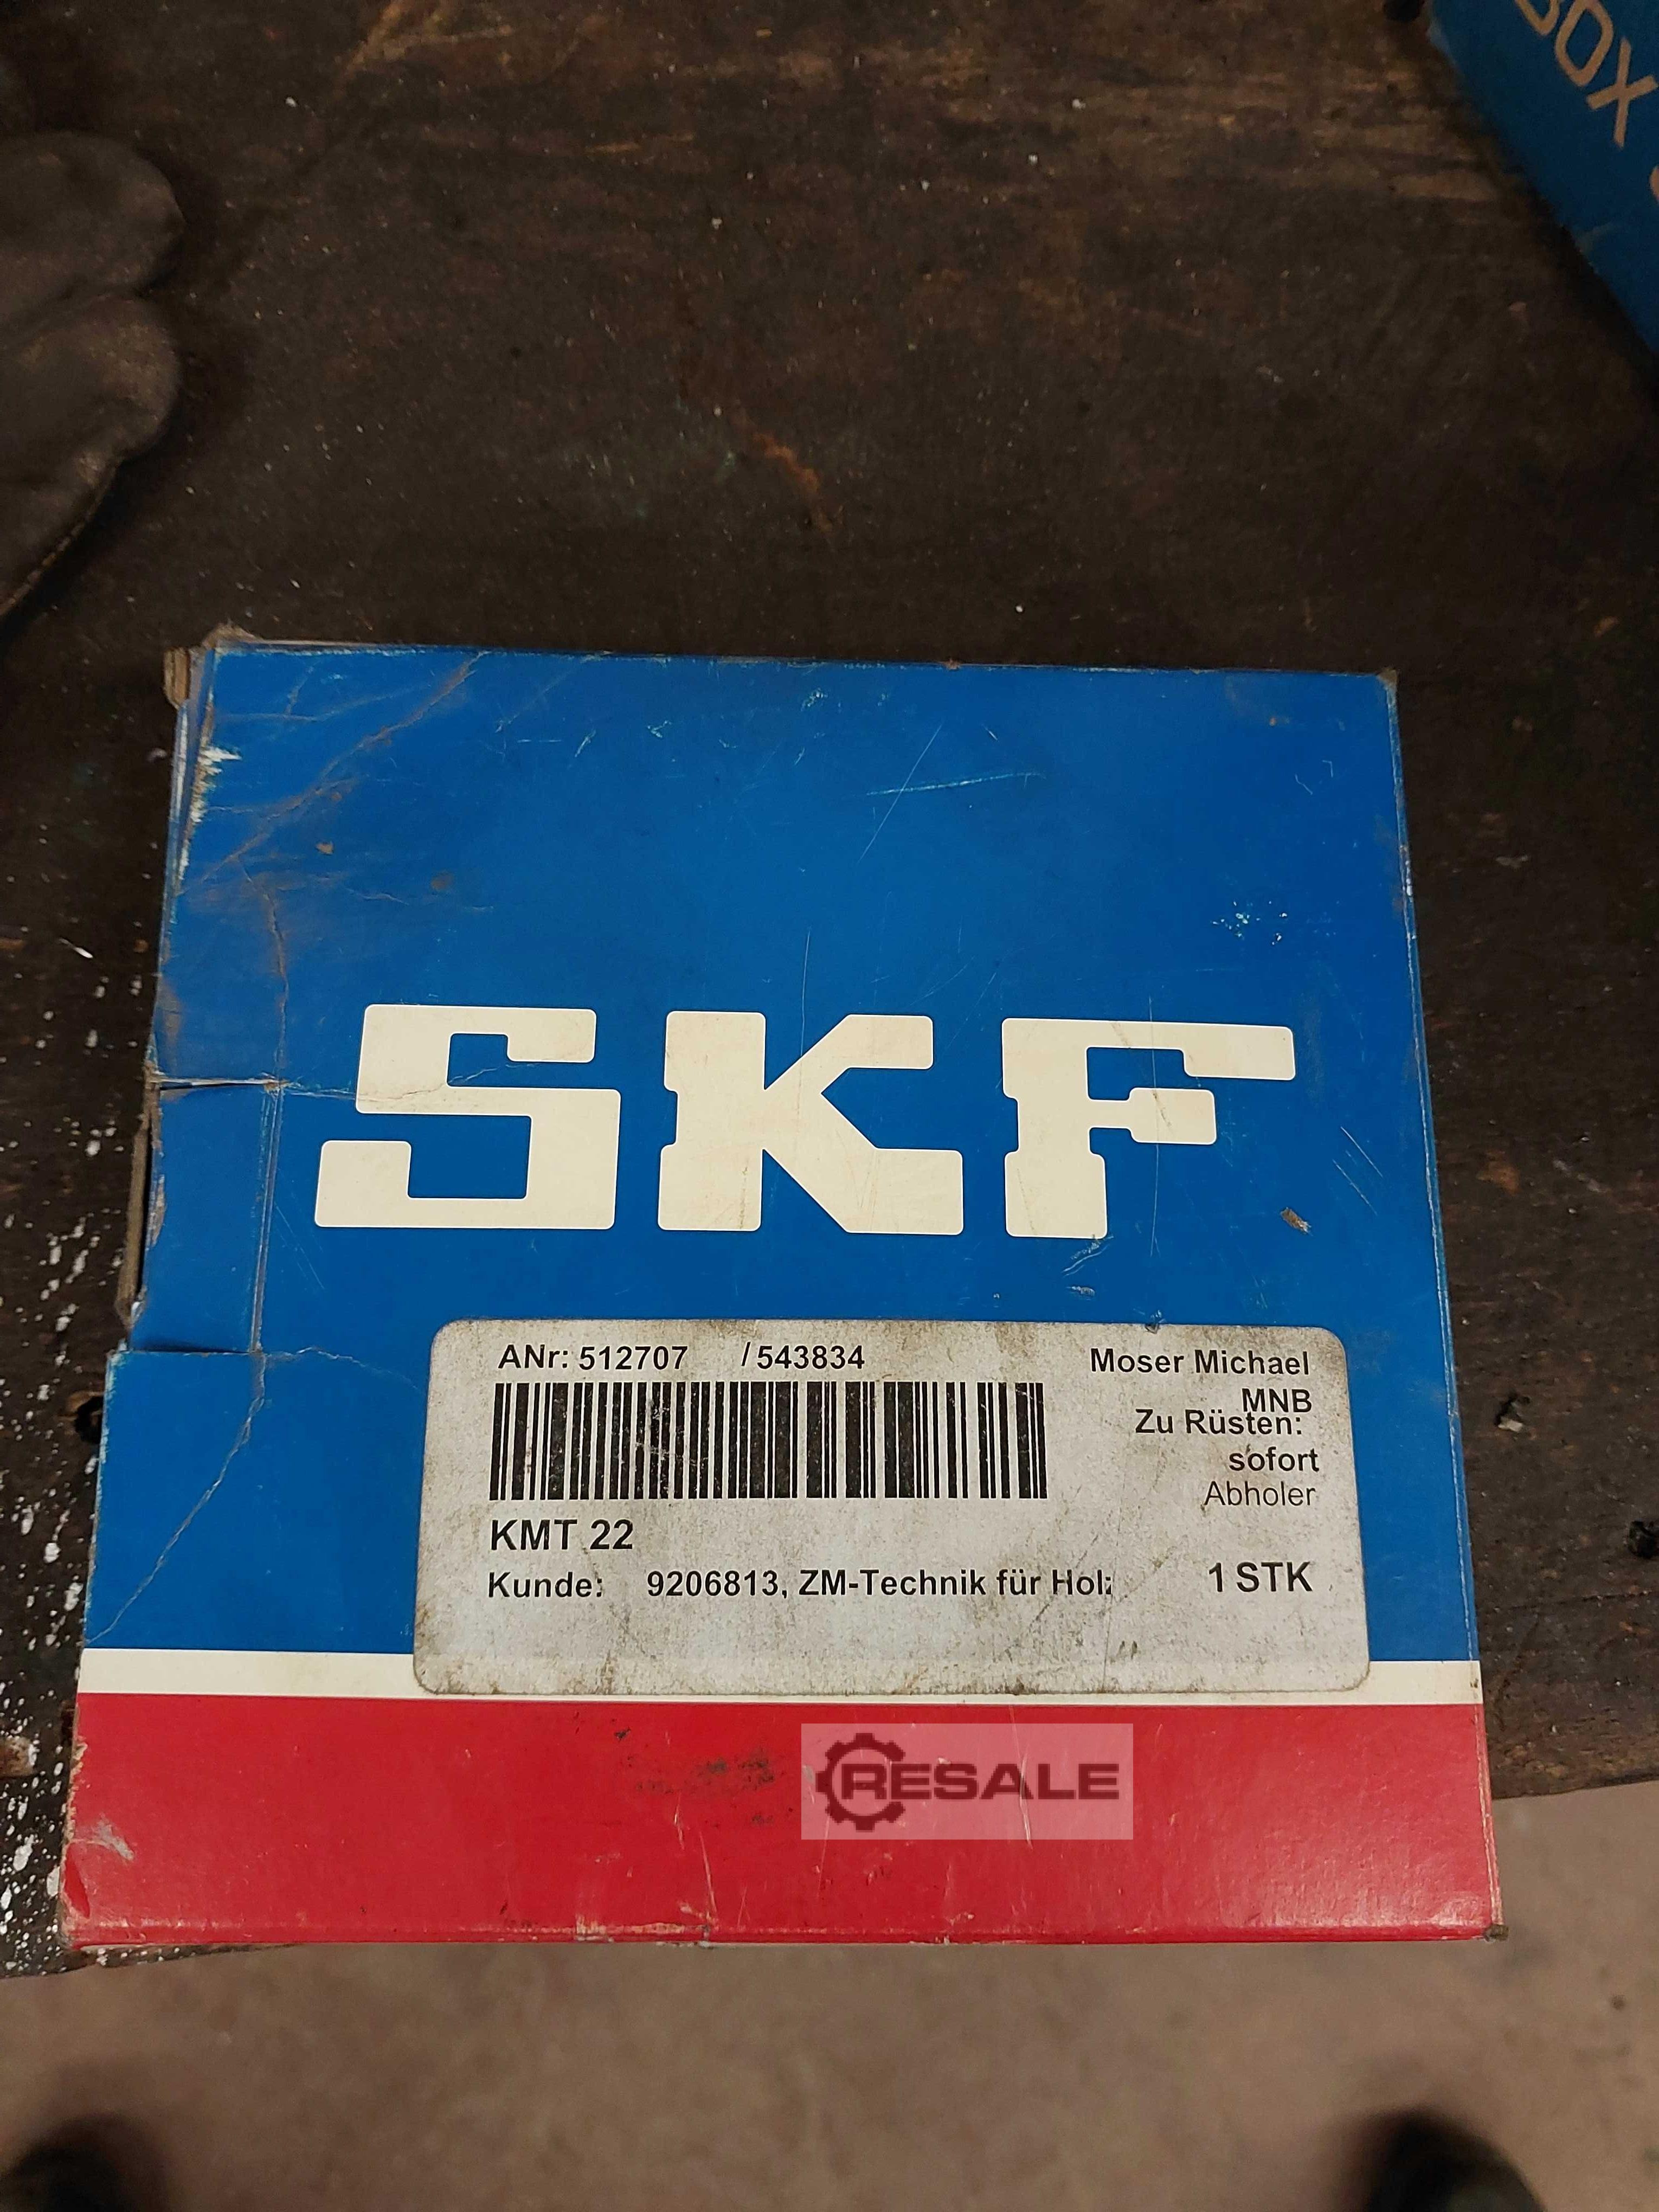 BOX
SKF
ANr: 512707 / 543834
Moser Michael
MNB
Zu Rüsten:
sofort
Abholer
KMT 22
Kunde: 9206813, ZM-Technik für Hol
1 STK
RESALE